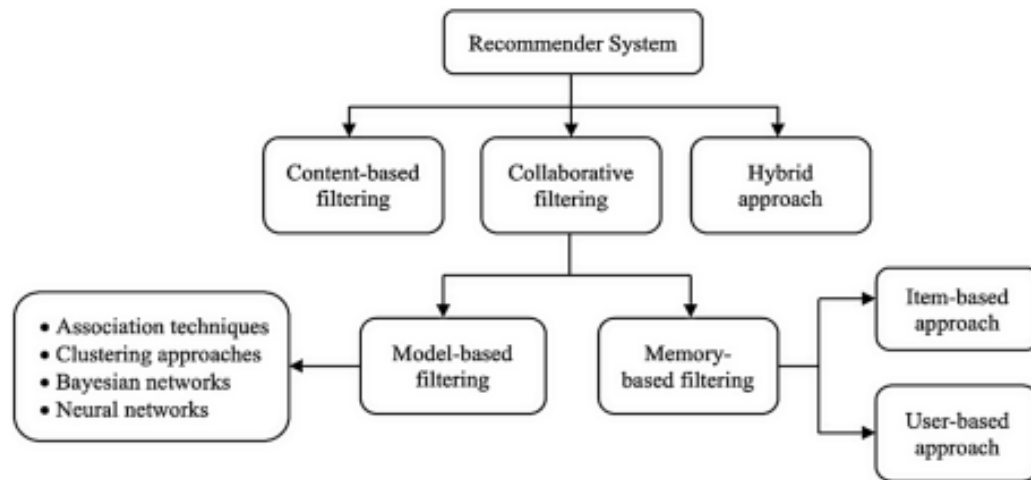 Recommender System
Content-based
filtering
Collaborative
filtering
Hybrid
approach
• Association techniques
• Clustering approaches
• Bayesian networks
• Neural networks
Model-based
filtering
Memory-
based filtering
Item-based
approach
User-based
approach